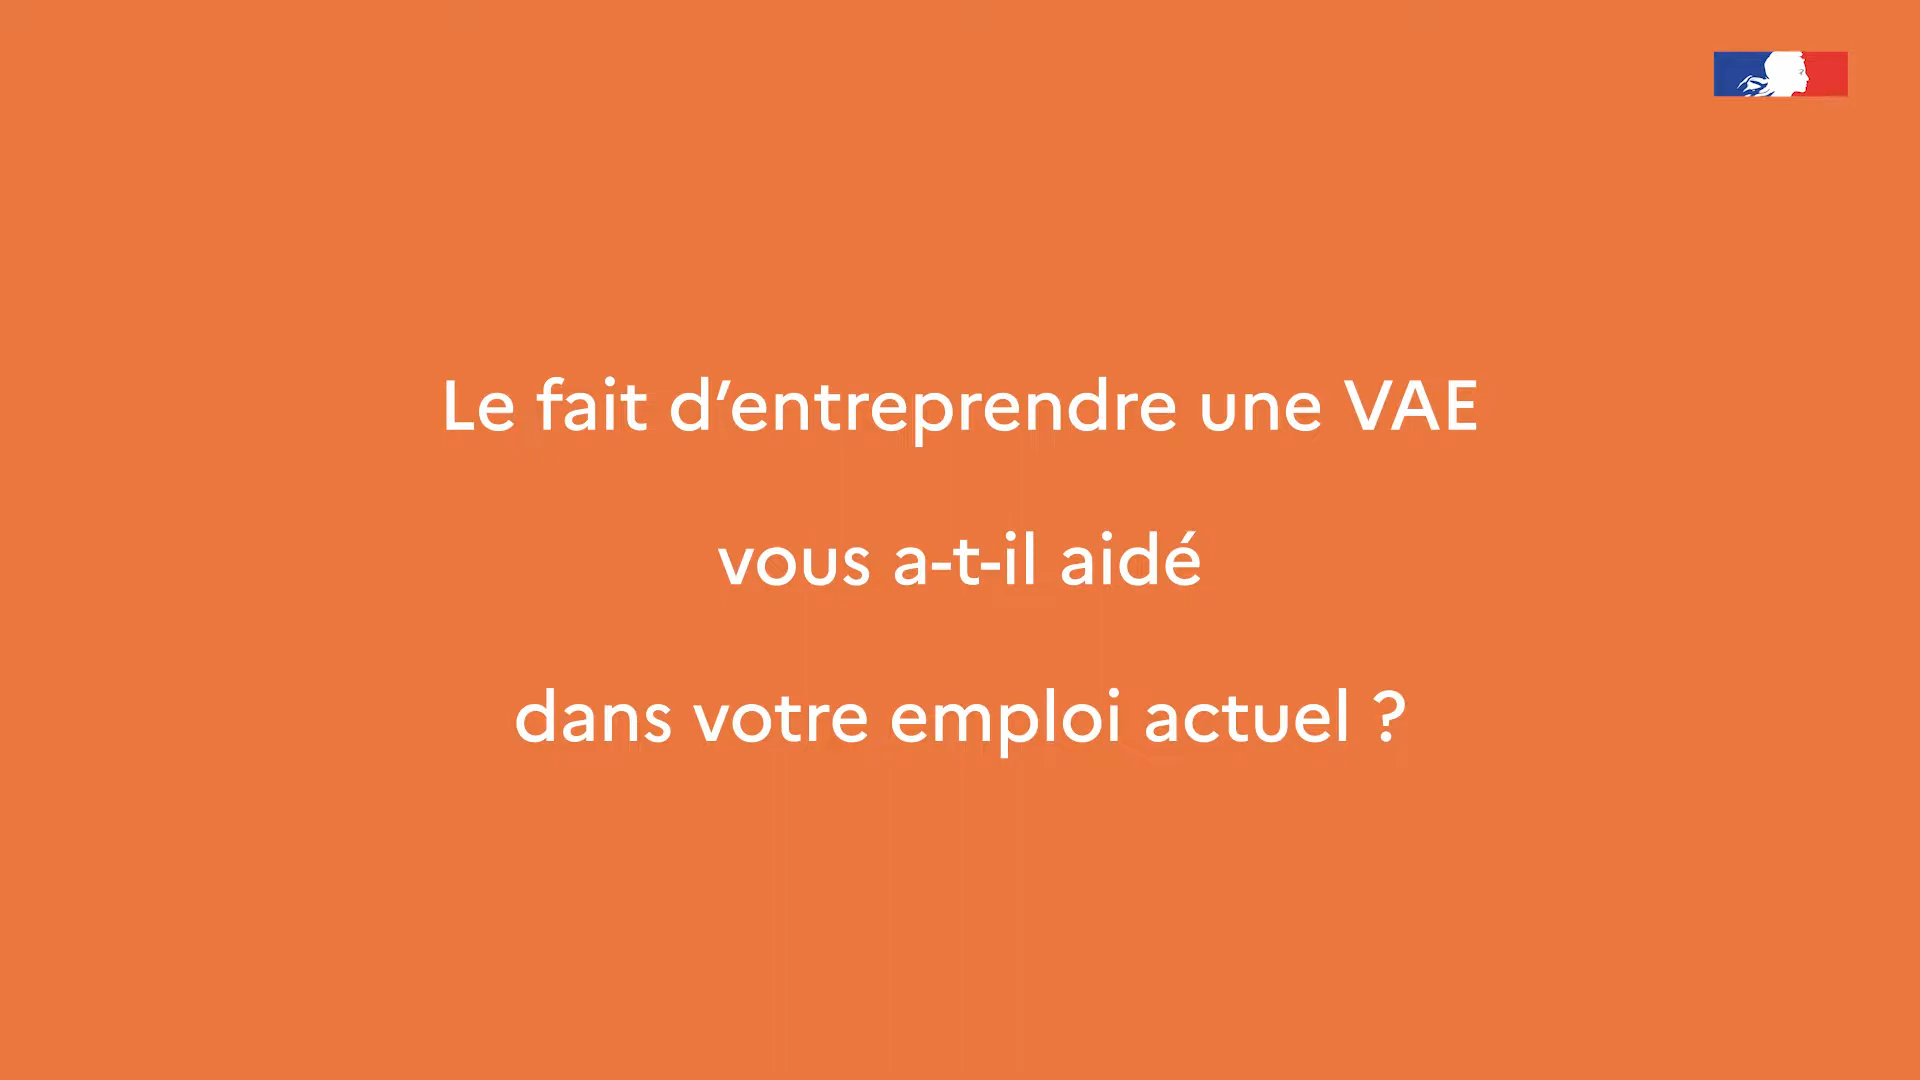 Le fait d’entreprendre une VAE
vous a-t-il aidé
dans votre emploi actuel ?